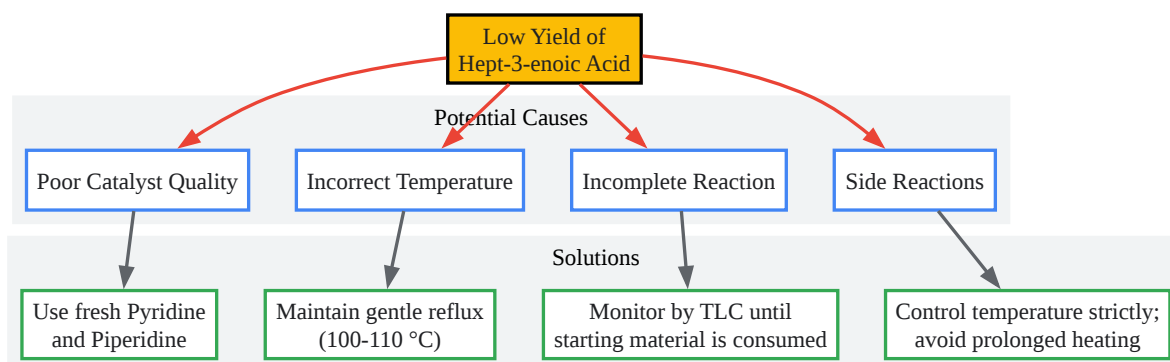 Low Yield of
Hept-3-enoic Acid
Potential Causes
Poor Catalyst Quality
Incorrect Temperature
Incomplete Reaction
Side Reactions
Solutions
Use fresh Pyridine
and Piperidine
Maintain gentle reflux
(100-110 °C)
Monitor by TLC until
starting material is consumed
Control temperature strictly;
avoid prolonged heating